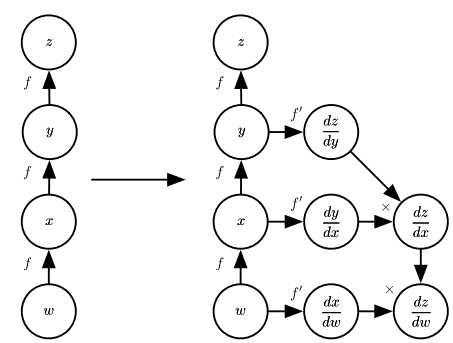 z z
f f f′
y y dz/dy
f f f′ ×
x x dy/dx dz/dx
f f f′ ×
w w dx/dw dz/dw